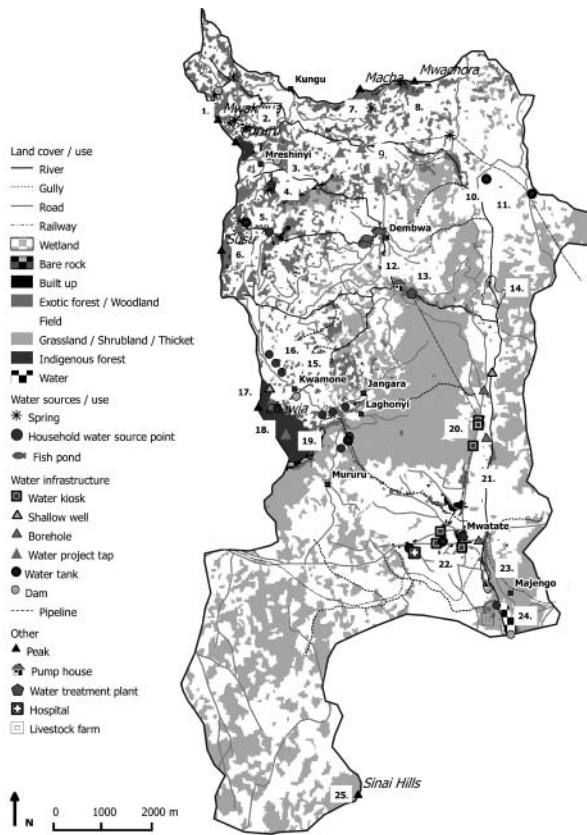 Kungu
Macha
Mwachora
1.
2.
7.
8.
Mreshinyi
3.
9.
4.
10.
11.
5.
Dembwa
Susu
6.
12.
13.
14.
16.
15.
Kwamone
17.
Jangara
Laghonyi
18.
19.
20.
Mururu
21.
Mwatate
22.
23.
Majengo
24.
Sinai Hills
25.
Land cover / use
River
Gully
Road
Railway
Wetland
Bare rock
Built up
Exotic forest / Woodland
Field
Grassland / Shrubland / Thicket
Indigenous forest
Water
Water sources / use
Spring
Household water source point
Fish pond
Water infrastructure
Water kiosk
Shallow well
Borehole
Water project tap
Water tank
Dam
Pipeline
Other
Peak
Pump house
Water treatment plant
Hospital
Livestock farm
N
0 1000 2000 m